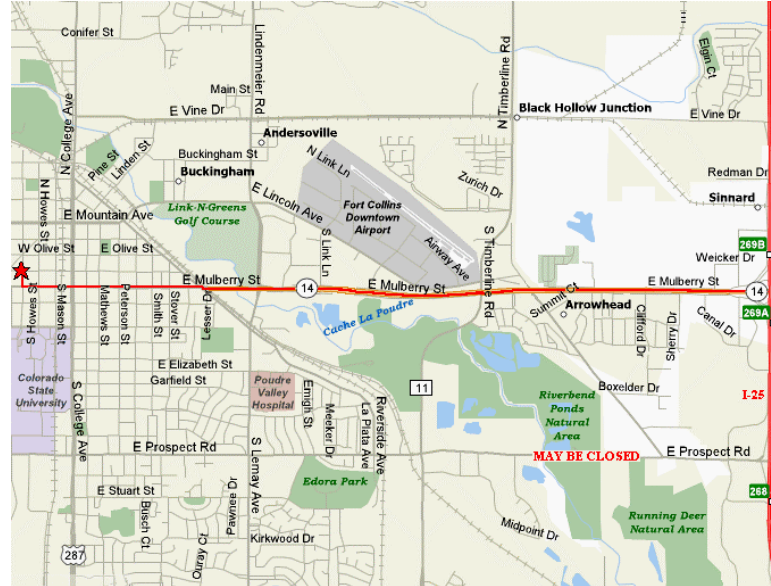 Conifer St
Lindenmeier Rd
N Timberline Rd
Elgin Ct
N College Ave
Main St
E Vine Dr
Black Hollow Junction
E Vine Dr
Andersoville
Pine St
Linden St
Buckingham St
Buckingham
N Link Ln
Zurich Dr
Redman Dr
Sinnard
N Howes St
E Mountain Ave
Link-N-Greens
Golf Course
E Lincoln Ave
Fort Collins
Downtown
Airport
Airway Ave
S Link Ln
S Timberline Rd
W Olive St
E Olive St
269B
Weicker Dr
E Mulberry St
14
E Mulberry St
E Mulberry St
14
Summit Ct
Arrowhead
269A
S Howes St
S Mason St
Mathews St
Peterson St
Smith St
Stover St
Lesser Dr
Cache La Poudre
Clifford Dr
Sherry Dr
Canal Dr
E Elizabeth St
Garfield St
Colorado
State
University
Poudre
Valley
Hospital
11
Boxelder Dr
I-25
Riverbend
Ponds
Natural
Area
S College Ave
S Lemay Ave
Emigh St
Meeker Dr
La Plata Ave
Riverside Ave
E Prospect Rd
MAY BE CLOSED
E Prospect Rd
Edora Park
E Stuart St
Busch Ct
Pawnee Dr
268
Running Deer
Natural Area
Midpoint Dr
Kirkwood Dr
Ouray Ct
287